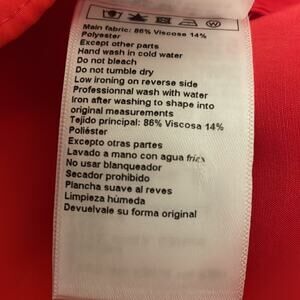 Main fabric: 86% Viscose 14%
Polyester
Except other parts
Hand wash in cold water
Do not bleach
Do not tumble dry
Low ironing on reverse side
Professionnal wash with water
Iron after washing to shape into
original measurements
Tejido principal: 86% Viscosa 14%
Poliéster
Excepto otras partes
Lavado a mano con agua fria
No usar blanqueador
Secador prohibido
Plancha suave al reves
Limpieza húmeda
Devuelvale su forma original